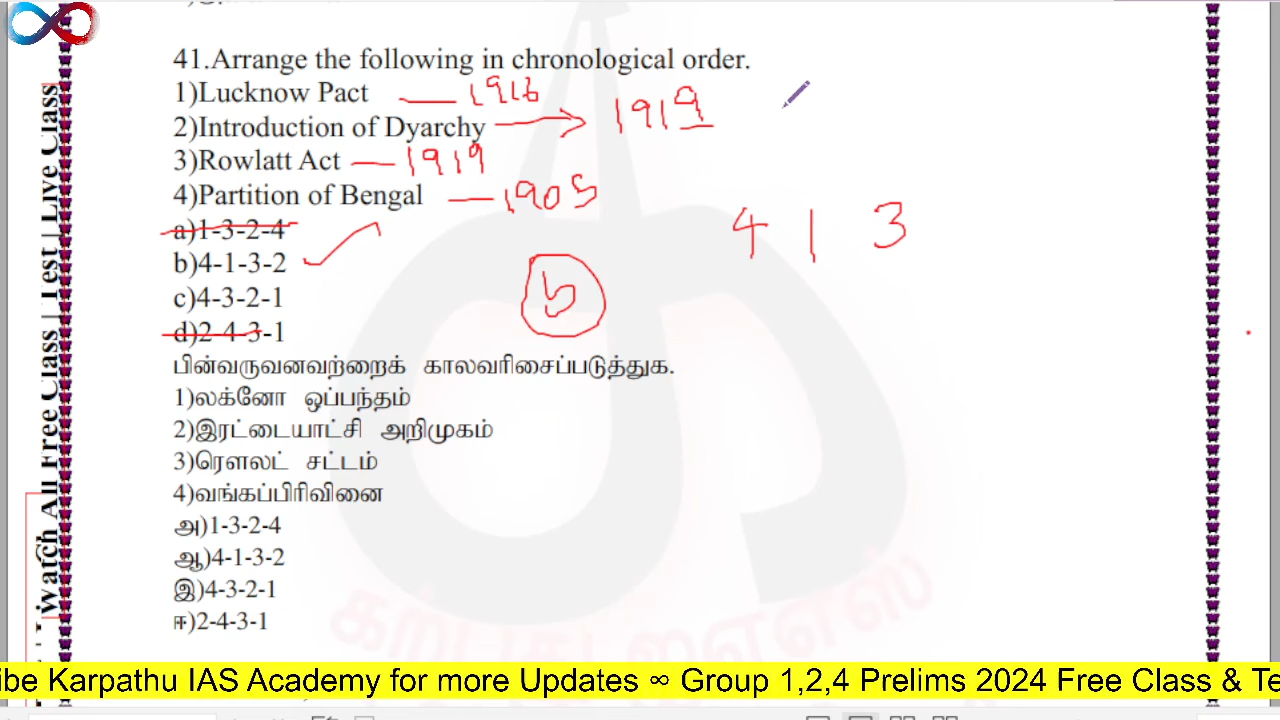 41.Arrange the following in chronological order.
1)Lucknow Pact — 1916
2)Introduction of Dyarchy → 1919
3)Rowlatt Act — 1919
4)Partition of Bengal — 1905
a)1-3-2-4
4 1 3
b)4-1-3-2
b
c)4-3-2-1
d)2-4-3-1
பின்வருவனவற்றைக் காலவரிசைப்படுத்துக.
1)லக்னோ ஒப்பந்தம்
2)இரட்டையாட்சி அறிமுகம்
3)ரௌலட் சட்டம்
4)வங்கப்பிரிவினை
அ)1-3-2-4
ஆ)4-1-3-2
இ)4-3-2-1
ஈ)2-4-3-1
Watch All Free Class | Test | Live Class
ibe Karpathu IAS Academy for more Updates ∞ Group 1,2,4 Prelims 2024 Free Class & Te